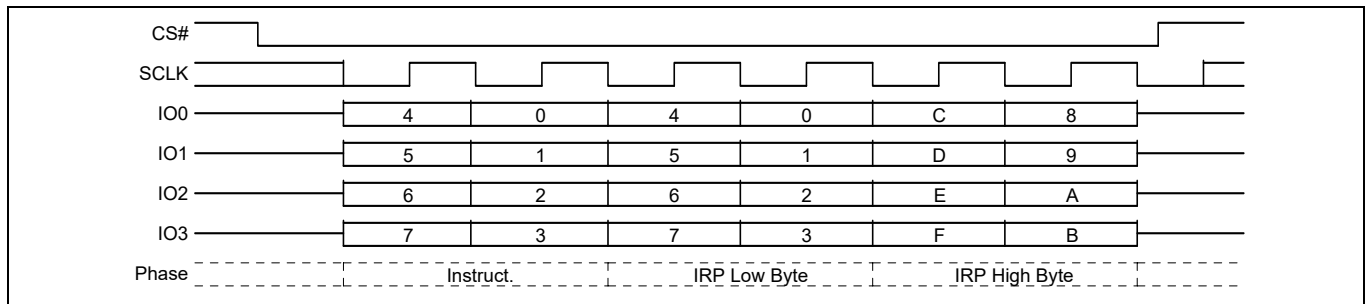 CS#
SCLK
IO0 4 0 4 0 C 8
IO1 5 1 5 1 D 9
IO2 6 2 6 2 E A
IO3 7 3 7 3 F B
Phase Instruct. IRP Low Byte IRP High Byte